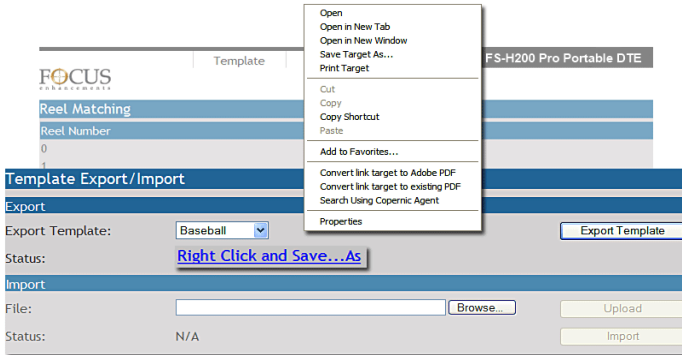 Open
Open in New Tab
Open in New Window
Save Target As...
Print Target
Cut
Copy
Copy Shortcut
Paste
Add to Favorites...
Convert link target to Adobe PDF
Convert link target to existing PDF
Search Using Copernic Agent
Properties
Template
FS-H200 Pro Portable DTE
FOCUS
enhancements
Reel Matching
Reel Number
0
1
Template Export/Import
Export
Export Template: Baseball Export Template
Status: Right Click and Save...As
Import
File: Browse... Upload
Status: N/A Import